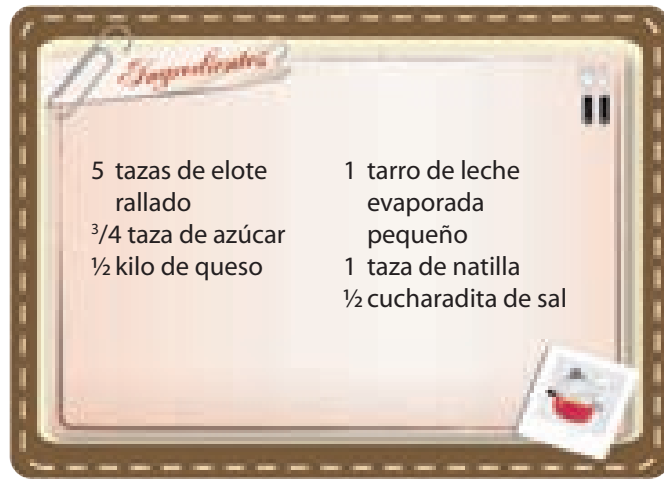 Ingredientes
5 tazas de elote
rallado
3/4 taza de azúcar
½ kilo de queso
1 tarro de leche
evaporada
pequeño
1 taza de natilla
½ cucharadita de sal